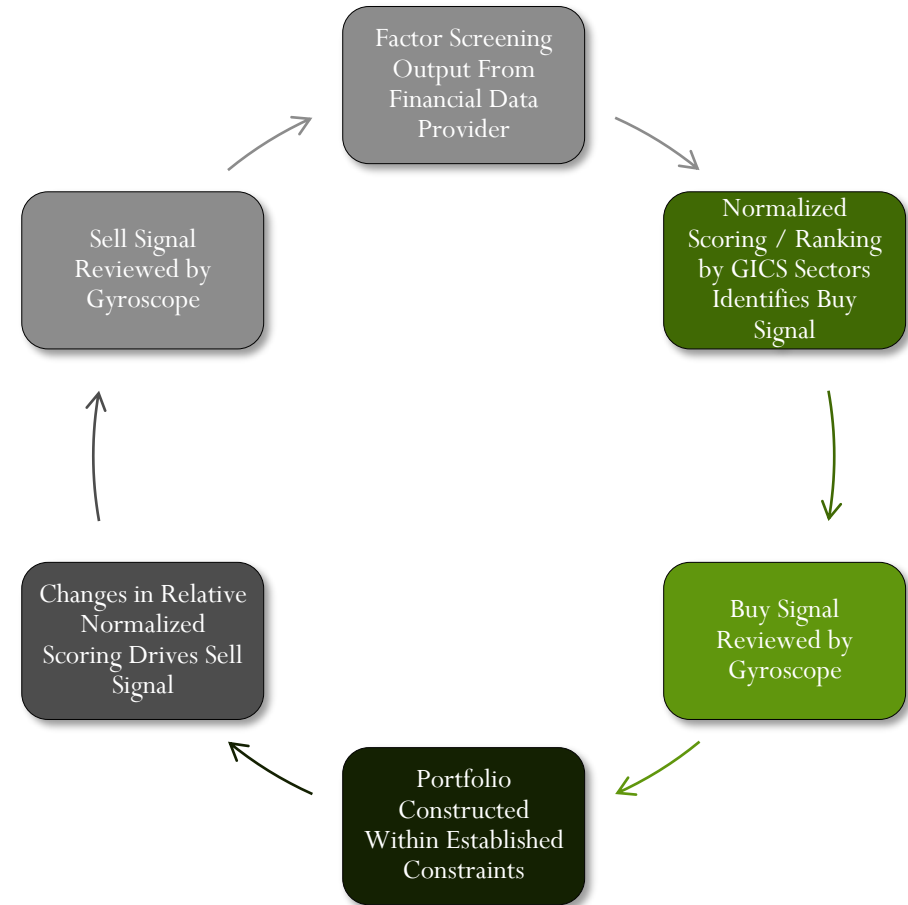 Factor Screening
Output From
Financial Data
Provider
Normalized
Scoring / Ranking
by GICS Sectors
Identifies Buy
Signal
Buy Signal
Reviewed by
Gyroscope
Portfolio
Constructed
Within Established
Constraints
Changes in Relative
Normalized
Scoring Drives Sell
Signal
Sell Signal
Reviewed by
Gyroscope